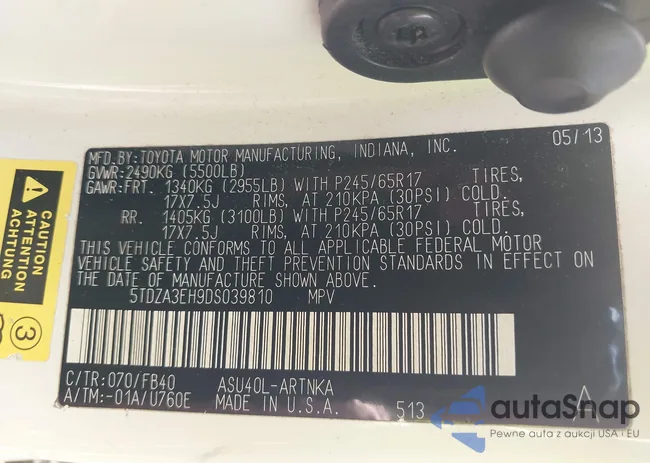 05/13
MFD.BY:TOYOTA MOTOR MANUFACTURING, INDIANA, INC.
GVWR:2490KG (5500LB)
GAWR:FRT. 1340KG (2955LB) WITH P245/65R17 TIRES,
17X7.5J RIMS, AT 210KPA (30PSI) COLD.
RR. 1405KG (3100LB) WITH P245/65R17 TIRES,
17X7.5J RIMS, AT 210KPA (30PSI) COLD.
THIS VEHICLE CONFORMS TO ALL APPLICABLE FEDERAL MOTOR
VEHICLE SAFETY AND THEFT PREVENTION STANDARDS IN EFFECT ON
THE DATE OF MANUFACTURE SHOWN ABOVE.
5TDZA3EH9DS039810 MPV
C/TR:070/FB40 ASU40L-ARTNKA
A/TM:-01A/U760E MADE IN U.S.A. 513 A
CAUTION
ATTENTION
ACHTUNG
3
autoSnap
Pewne auta z aukcji USA i EU